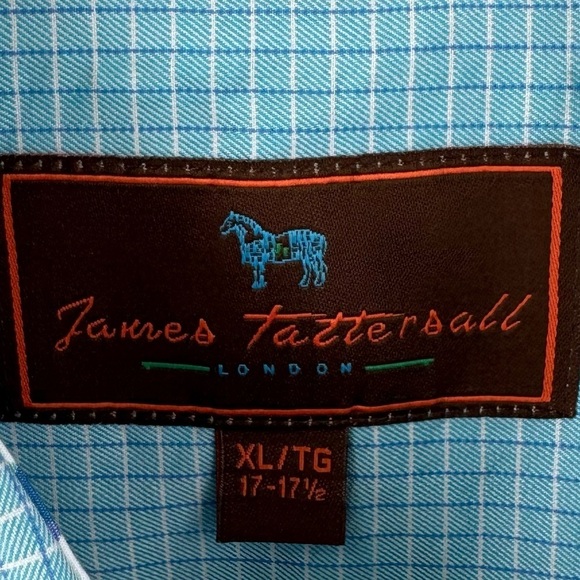 James Tattersall
LONDON
XL/TG
17-17½